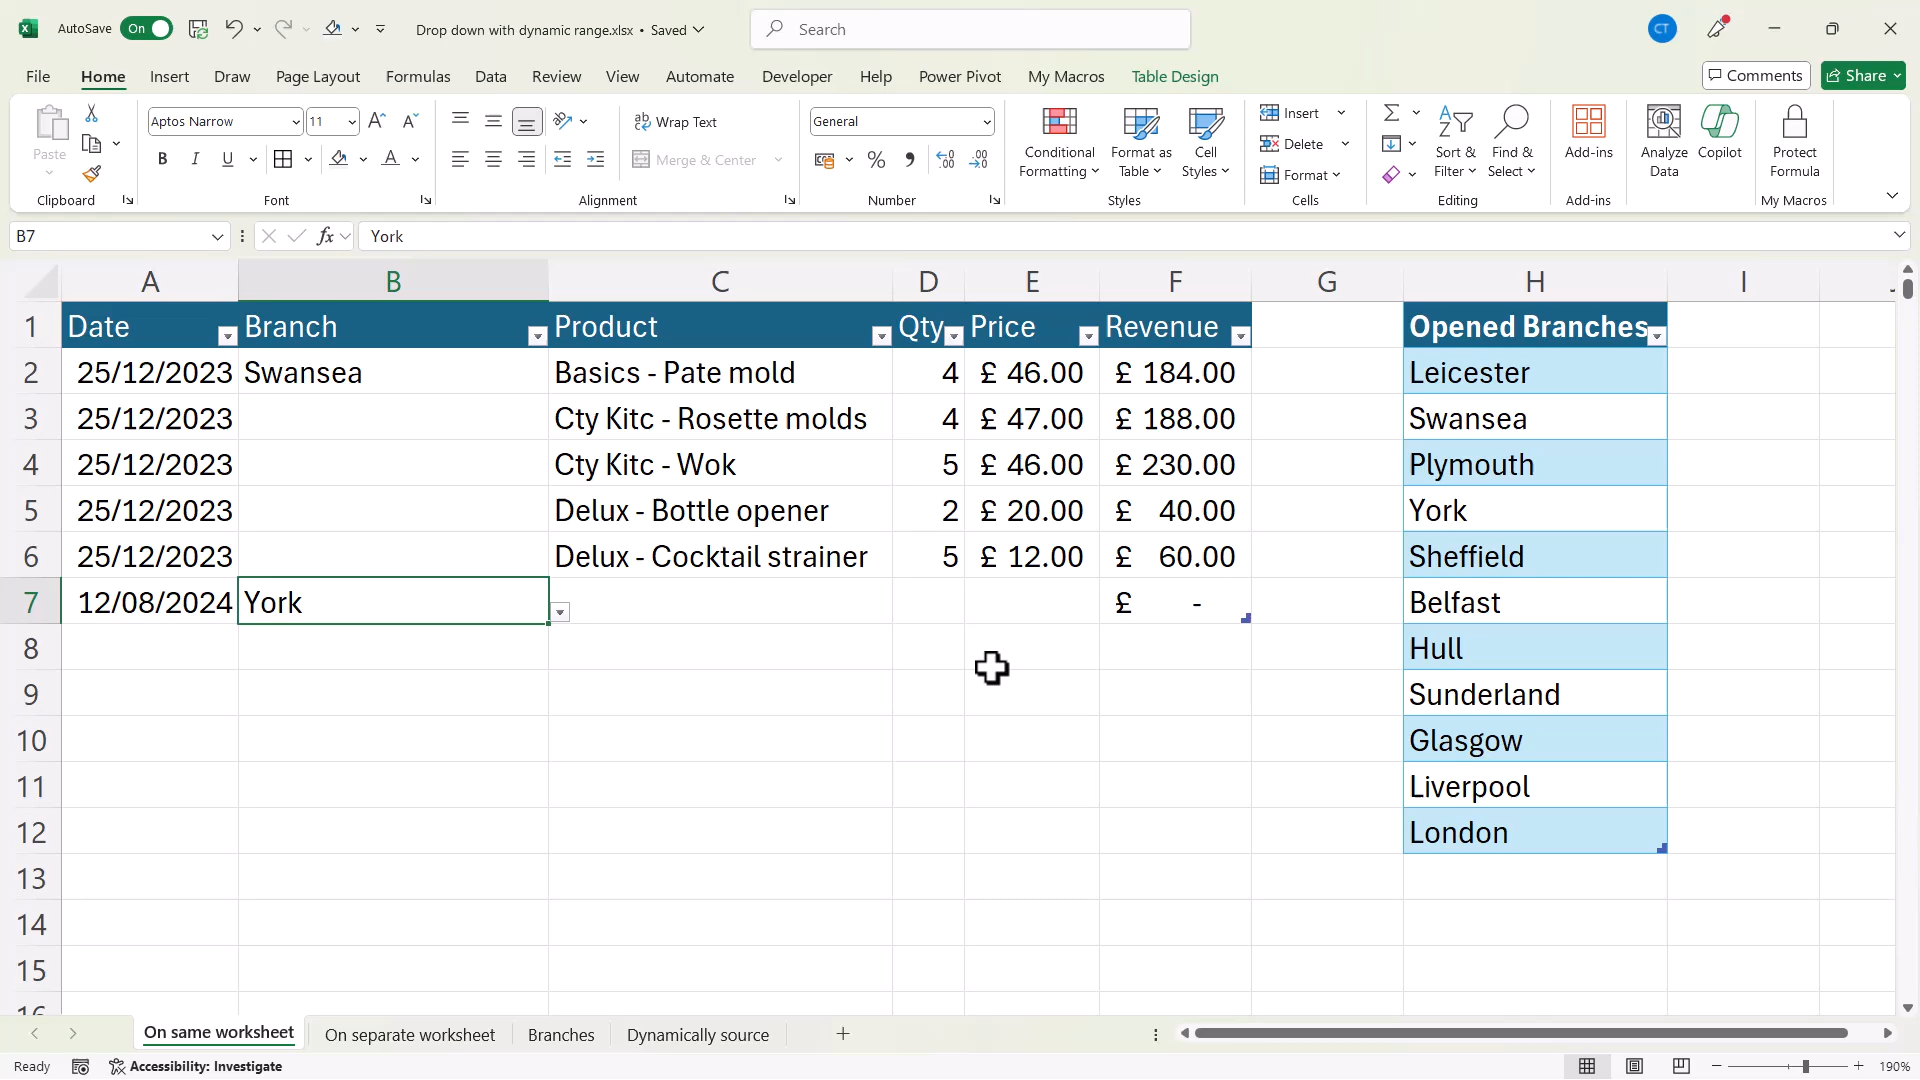 AutoSave On Drop down with dynamic range.xlsx • Saved Search CT
File Home Insert Draw Page Layout Formulas Data Review View Automate Developer Help Power Pivot My Macros Table Design Comments Share
Paste
Clipboard
Aptos Narrow 11
B I U A
Font
Wrap Text
Merge & Center
Alignment
General
Number
Conditional Formatting
Format as Table
Cell Styles
Styles
Insert
Delete
Format
Cells
Sort & Filter
Find & Select
Editing
Add-ins
Add-ins
Analyze Data
Copilot
Protect Formula
My Macros
B7 fx York
A B C D E F G H I
1 Date Branch Product Qty Price Revenue Opened Branches
2 25/12/2023 Swansea Basics - Pate mold 4 £ 46.00 £ 184.00 Leicester
3 25/12/2023 Cty Kitc - Rosette molds 4 £ 47.00 £ 188.00 Swansea
4 25/12/2023 Cty Kitc - Wok 5 £ 46.00 £ 230.00 Plymouth
5 25/12/2023 Delux - Bottle opener 2 £ 20.00 £ 40.00 York
6 25/12/2023 Delux - Cocktail strainer 5 £ 12.00 £ 60.00 Sheffield
7 12/08/2024 York £ - Belfast
8 Hull
9 Sunderland
10 Glasgow
11 Liverpool
12 London
13
14
15
On same worksheet On separate worksheet Branches Dynamically source
Ready Accessibility: Investigate 190%